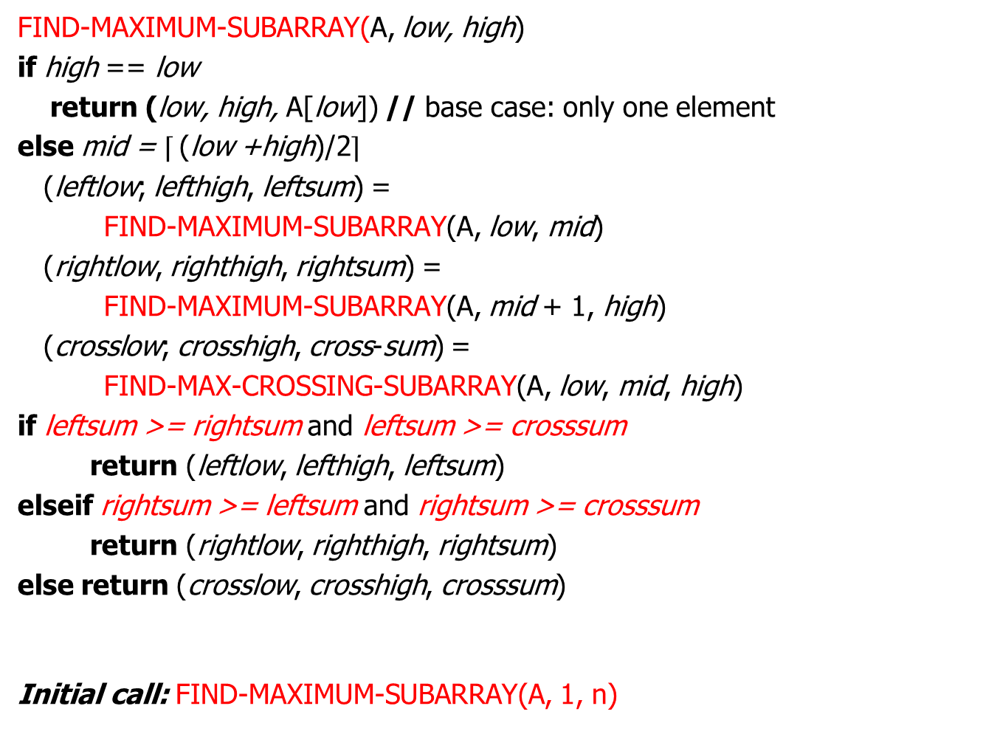 FIND-MAXIMUM-SUBARRAY(A, low, high)
if high == low
return (low, high, A[low]) // base case: only one element
else mid = ⌈ (low +high)/2⌉
(leftlow; lefthigh, leftsum) =
FIND-MAXIMUM-SUBARRAY(A, low, mid)
(rightlow, righthigh, rightsum) =
FIND-MAXIMUM-SUBARRAY(A, mid + 1, high)
(crosslow; crosshigh, cross-sum) =
FIND-MAX-CROSSING-SUBARRAY(A, low, mid, high)
if leftsum >= rightsum and leftsum >= crosssum
return (leftlow, lefthigh, leftsum)
elseif rightsum >= leftsum and rightsum >= crosssum
return (rightlow, righthigh, rightsum)
else return (crosslow, crosshigh, crosssum)
Initial call: FIND-MAXIMUM-SUBARRAY(A, 1, n)